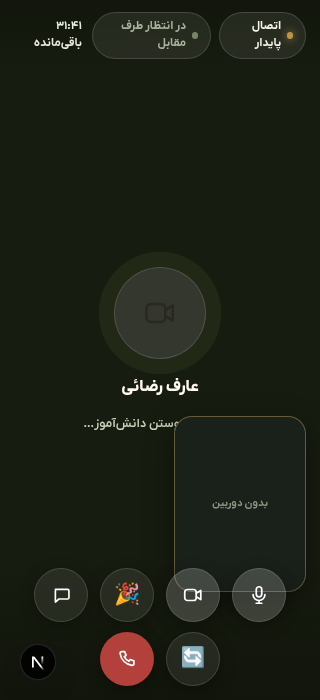 اتصال
پایدار
در انتظار طرف
مقابل
۳۱:۴۱
باقی‌مانده
عارف رضائی
وستن دانش‌آموز...
بدون دوربین
N